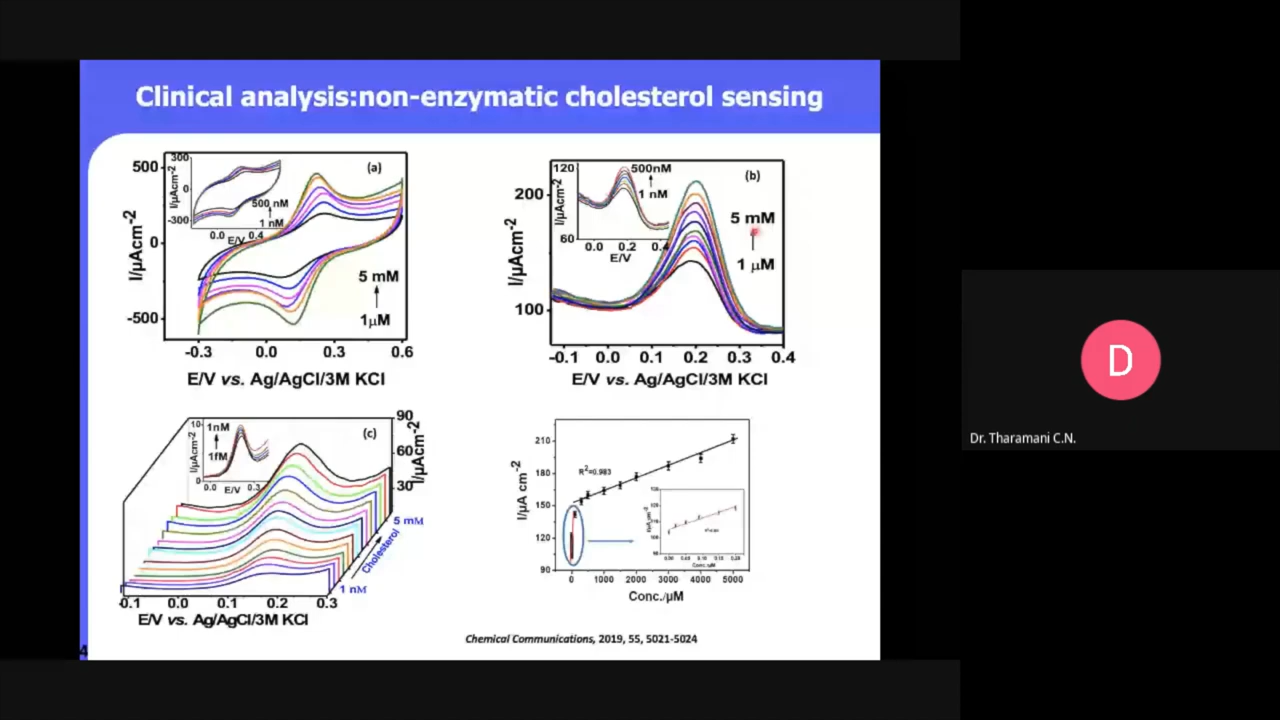 Clinical analysis:non-enzymatic cholesterol sensing
500
0
-500
I/µAcm-2
-0.3 0.0 0.3 0.6
E/V vs. Ag/AgCl/3M KCl
(a)
5 mM
1µM
300
0
-300
I/µAcm-2
500 nM
1 nM
0.0 0.4
E/V
200
100
I/µAcm-2
-0.1 0.0 0.1 0.2 0.3 0.4
E/V vs. Ag/AgCl/3M KCl
(b)
5 mM
1 µM
120
60
I/µAcm-2
500nM
1 nM
0.0 0.2 0.4
E/V
90
60
30
I/µAcm-2
(c)
10
0
I/µAcm-2
1nM
1fM
0.0 E/V 0.3
5 mM
Cholesterol
1 nM
-0.1 0.0 0.1 0.2 0.3
E/V vs. Ag/AgCl/3M KCl
210
180
150
120
90
I/µA cm-2
R2=0.983
0 1000 2000 3000 4000 5000
Conc./µM
Chemical Communications, 2019, 55, 5021-5024
4
D
Dr. Tharamani C.N.